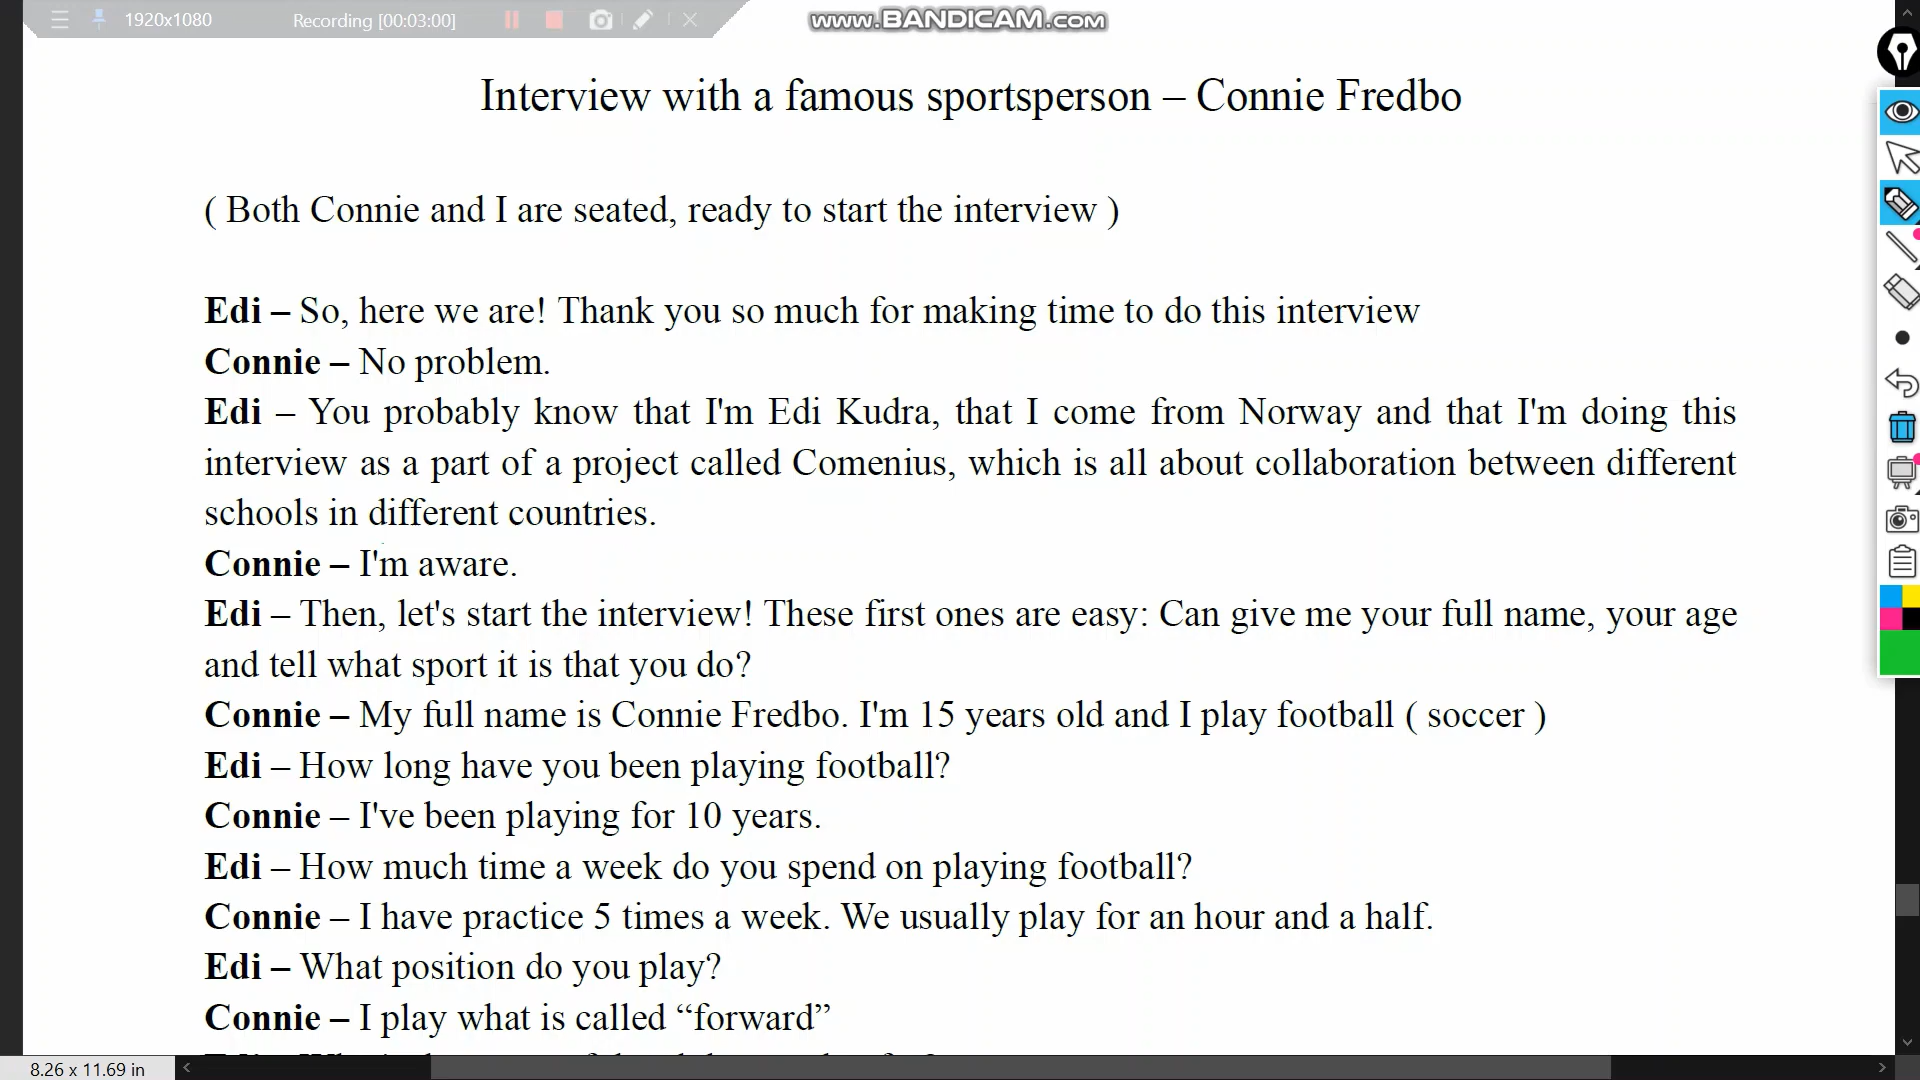 1920x1080
Recording [00:03:00]
www.BANDICAM.com
Interview with a famous sportsperson – Connie Fredbo
( Both Connie and I are seated, ready to start the interview )
Edi – So, here we are! Thank you so much for making time to do this interview
Connie – No problem.
Edi – You probably know that I'm Edi Kudra, that I come from Norway and that I'm doing this
interview as a part of a project called Comenius, which is all about collaboration between different
schools in different countries.
Connie – I'm aware.
Edi – Then, let's start the interview! These first ones are easy: Can give me your full name, your age
and tell what sport it is that you do?
Connie – My full name is Connie Fredbo. I'm 15 years old and I play football ( soccer )
Edi – How long have you been playing football?
Connie – I've been playing for 10 years.
Edi – How much time a week do you spend on playing football?
Connie – I have practice 5 times a week. We usually play for an hour and a half.
Edi – What position do you play?
Connie – I play what is called “forward”
8.26 x 11.69 in